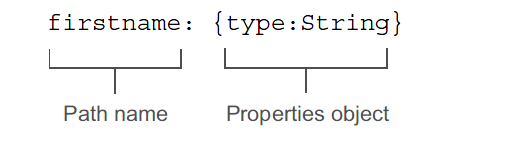 firstname: {type:String}
Path name Properties object